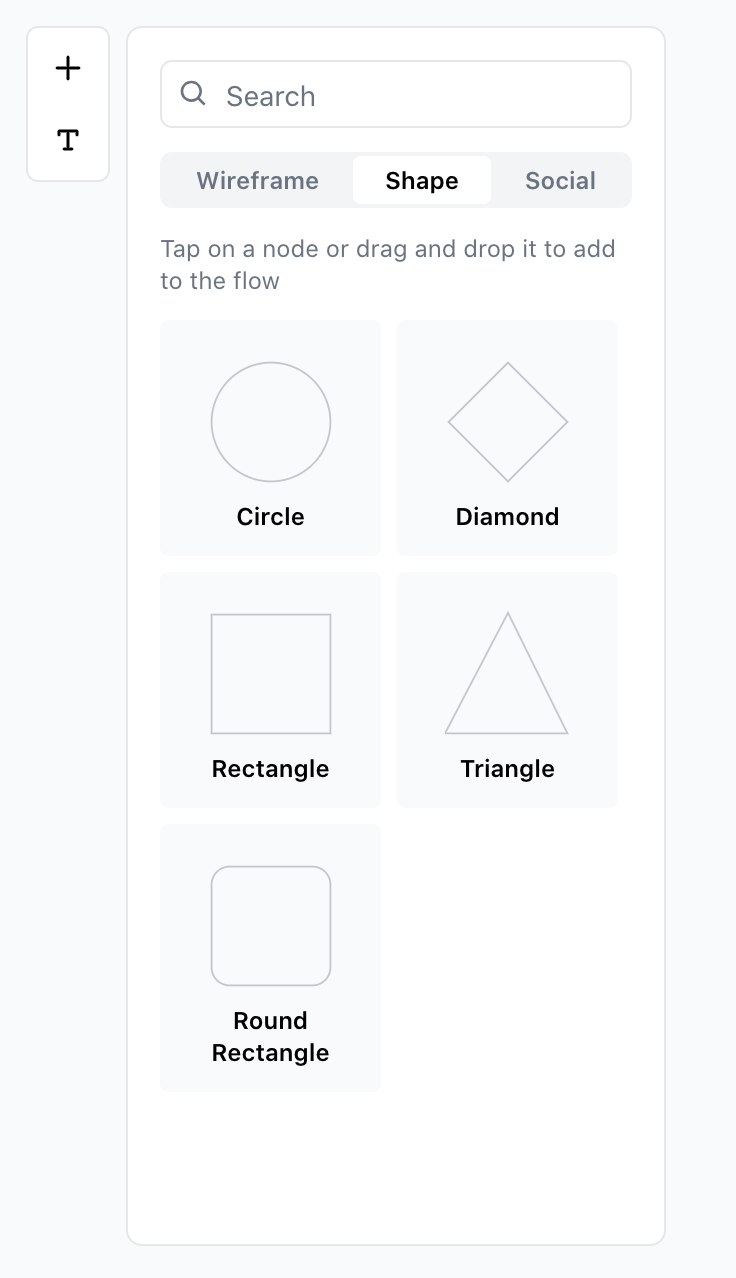 T
Search
Wireframe Shape Social
Tap on a node or drag and drop it to add
to the flow
Circle Diamond
Rectangle Triangle
Round
Rectangle